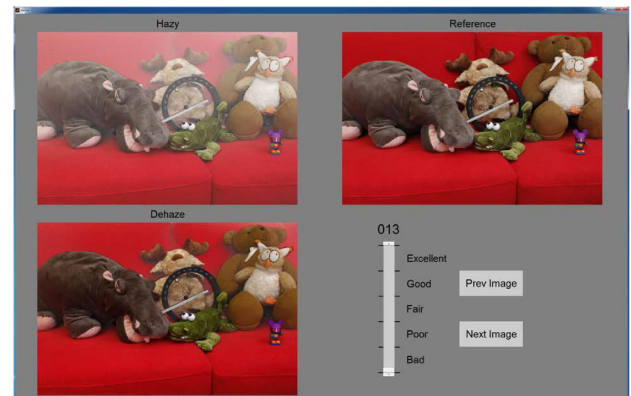 Hazy
Reference
Dehaze
013
Excellent
Good
Prev Image
Fair
Poor
Next Image
Bad